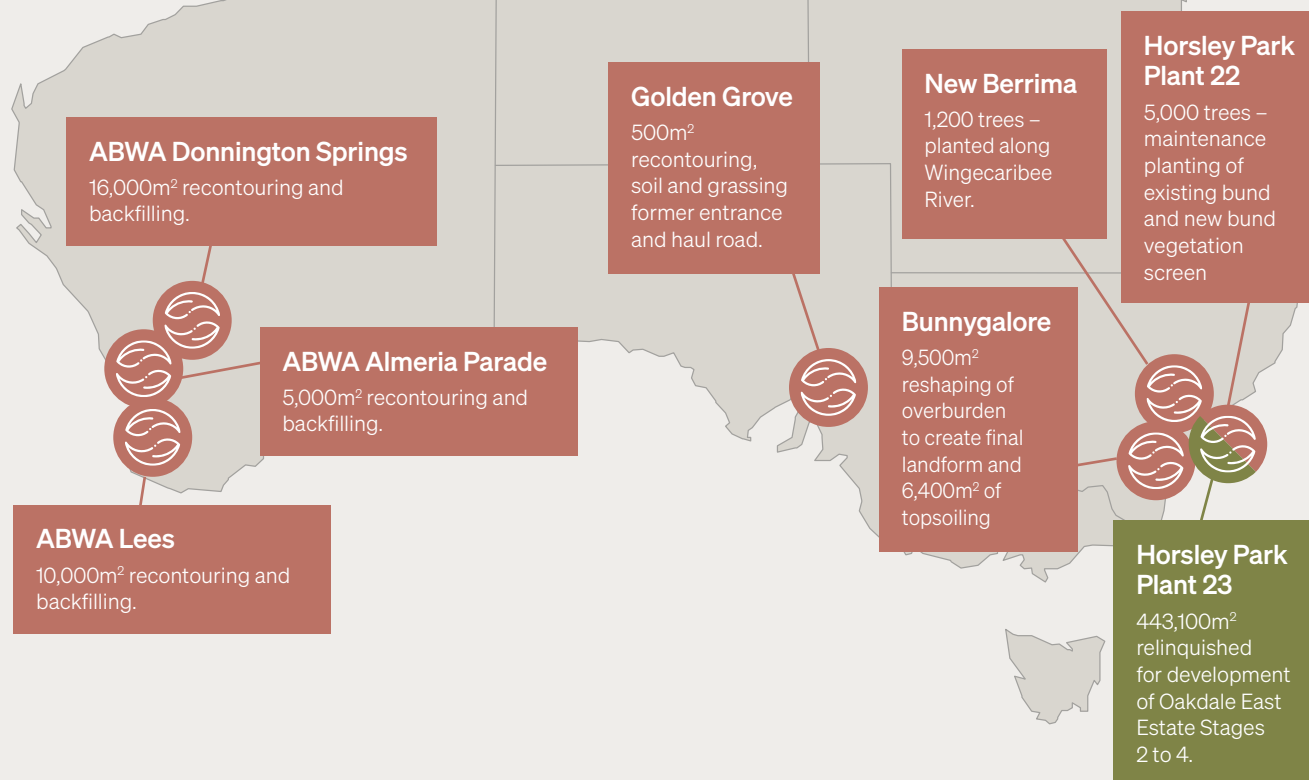 ABWA Donnington Springs
16,000m² recontouring and
backfilling.
ABWA Almeria Parade
5,000m² recontouring and
backfilling.
ABWA Lees
10,000m² recontouring and
backfilling.
Golden Grove
500m²
recontouring,
soil and grassing
former entrance
and haul road.
New Berrima
1,200 trees –
planted along
Wingecaribee
River.
Horsley Park
Plant 22
5,000 trees –
maintenance
planting of
existing bund
and new bund
vegetation
screen
Bunnygalore
9,500m²
reshaping of
overburden
to create final
landform and
6,400m² of
topsoiling
Horsley Park
Plant 23
443,100m²
relinquished
for development
of Oakdale East
Estate Stages
2 to 4.